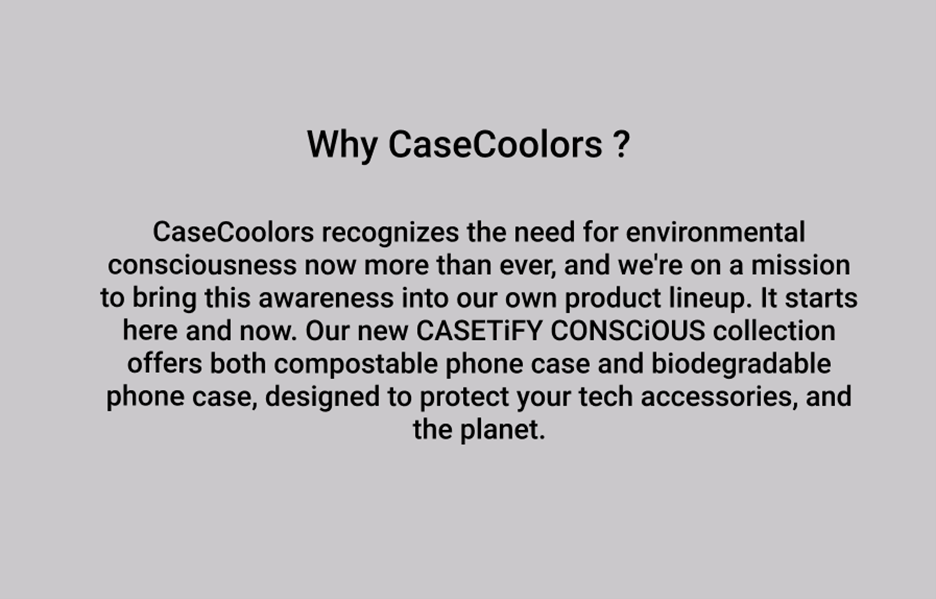 Why CaseCoolors ?
CaseCoolors recognizes the need for environmental
consciousness now more than ever, and we're on a mission
to bring this awareness into our own product lineup. It starts
here and now. Our new CASETiFY CONSCiOUS collection
offers both compostable phone case and biodegradable
phone case, designed to protect your tech accessories, and
the planet.